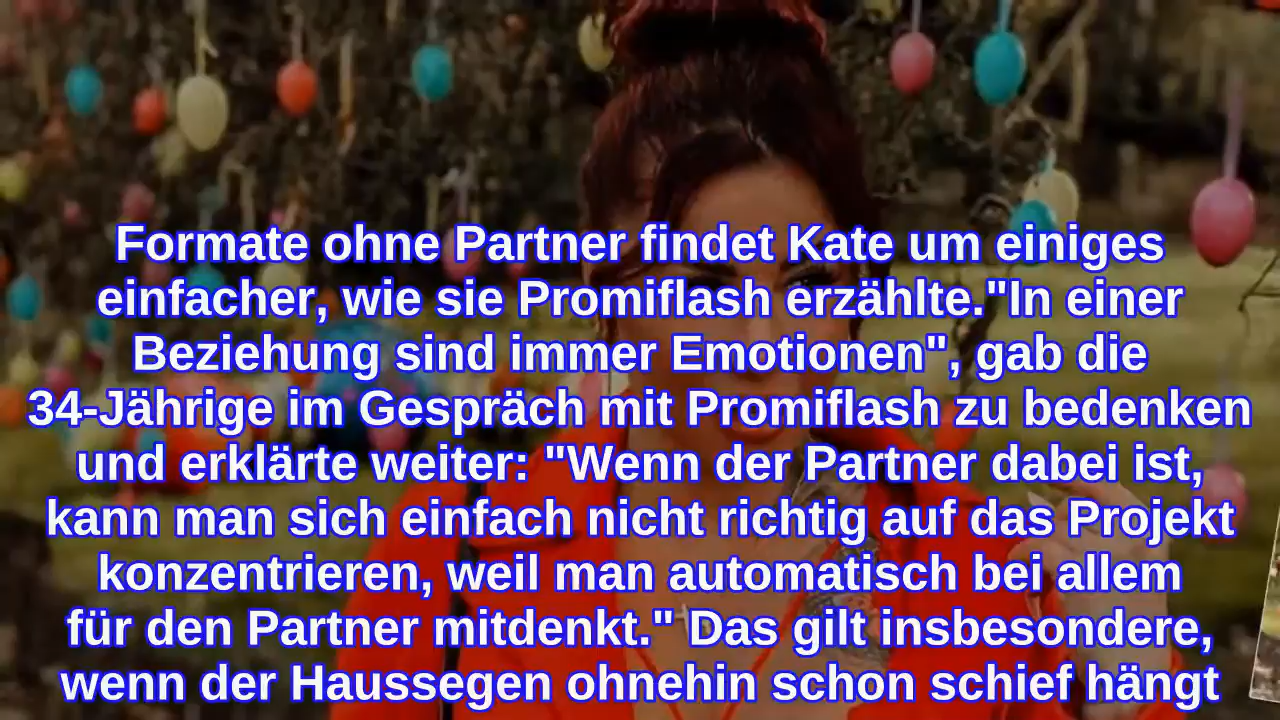 Formate ohne Partner findet Kate um einiges
einfacher, wie sie Promiflash erzählte."In einer
Beziehung sind immer Emotionen", gab die
34-Jährige im Gespräch mit Promiflash zu bedenken
und erklärte weiter: "Wenn der Partner dabei ist,
kann man sich einfach nicht richtig auf das Projekt
konzentrieren, weil man automatisch bei allem
für den Partner mitdenkt." Das gilt insbesondere,
wenn der Haussegen ohnehin schon schief hängt